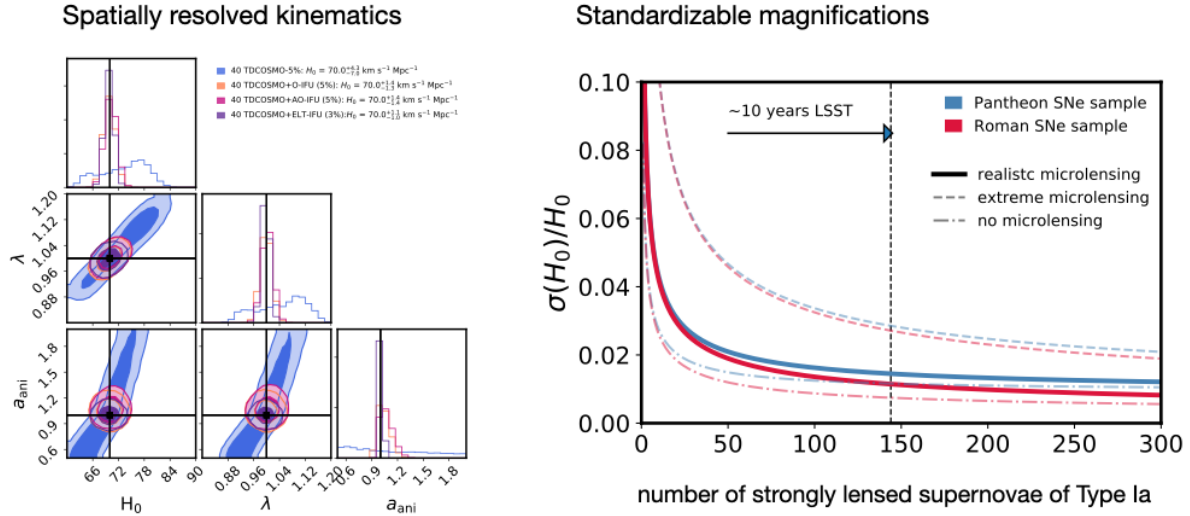 Spatially resolved kinematics
40 TDCOSMO-5%: H₀ = 70.0⁺⁶·³₋₇.₀ km s⁻¹ Mpc⁻¹
40 TDCOSMO+O-IFU (5%): H₀ = 70.0⁺¹·⁴₋₁.₃ km s⁻¹ Mpc⁻¹
40 TDCOSMO+AO-IFU (5%): H₀ = 70.0⁺¹·⁴₋₁.₄ km s⁻¹ Mpc⁻¹
40 TDCOSMO+ELT-IFU (3%):H₀ = 70.0⁺¹·¹₋₁.₀ km s⁻¹ Mpc⁻¹
λ
1.20
1.12
1.04
0.96
0.88
a_ani
1.8
1.5
1.2
0.9
0.6
66 72 78 84 90
H₀
0.88 0.96 1.04 1.12 1.20
λ
0.6 0.9 1.2 1.5 1.8
a_ani
Standardizable magnifications
σ(H₀)/H₀
0.10
0.08
0.06
0.04
0.02
0.00
~10 years LSST
Pantheon SNe sample
Roman SNe sample
realistc microlensing
extreme microlensing
no microlensing
0 50 100 150 200 250 300
number of strongly lensed supernovae of Type Ia